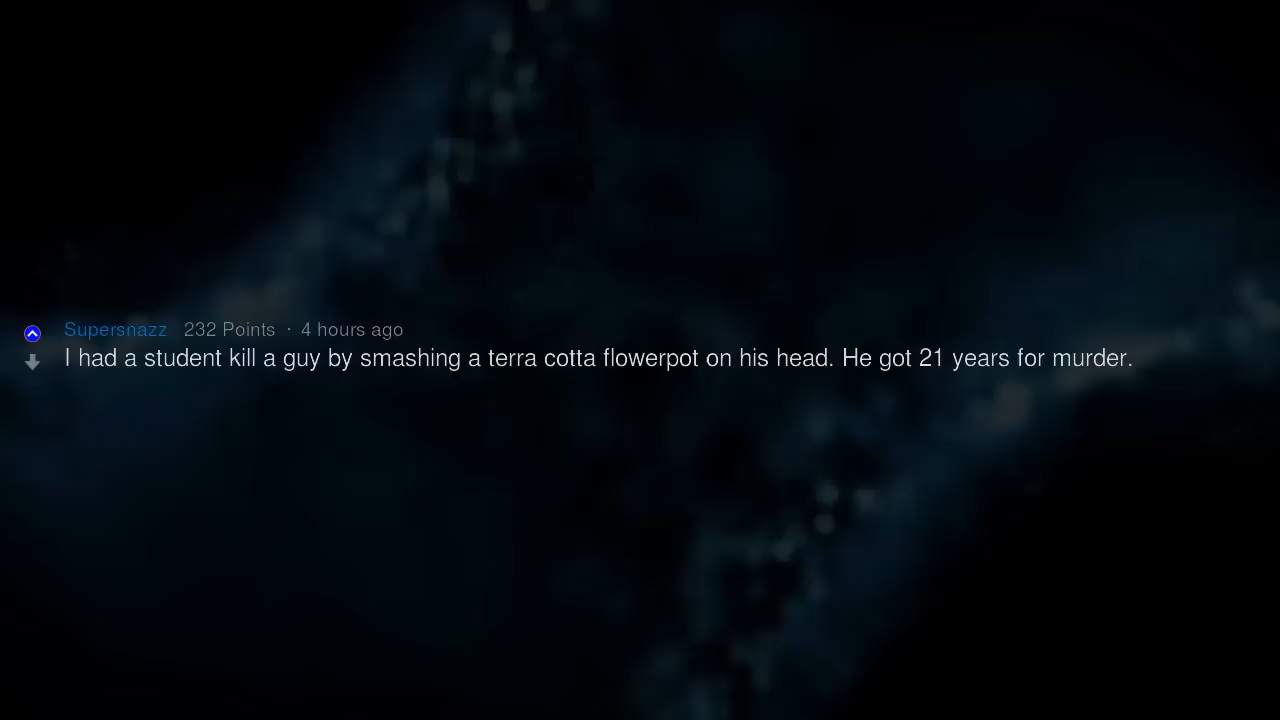 Supersnazz 232 Points · 4 hours ago
I had a student kill a guy by smashing a terra cotta flowerpot on his head. He got 21 years for murder.